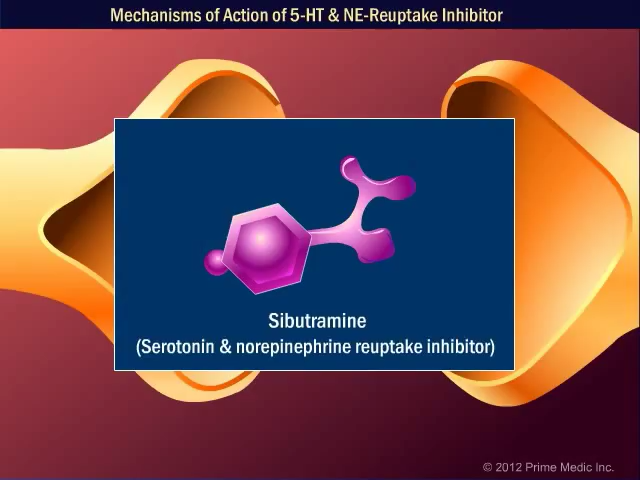 Mechanisms of Action of 5-HT & NE-Reuptake Inhibitor
Sibutramine
(Serotonin & norepinephrine reuptake inhibitor)
© 2012 Prime Medic Inc.